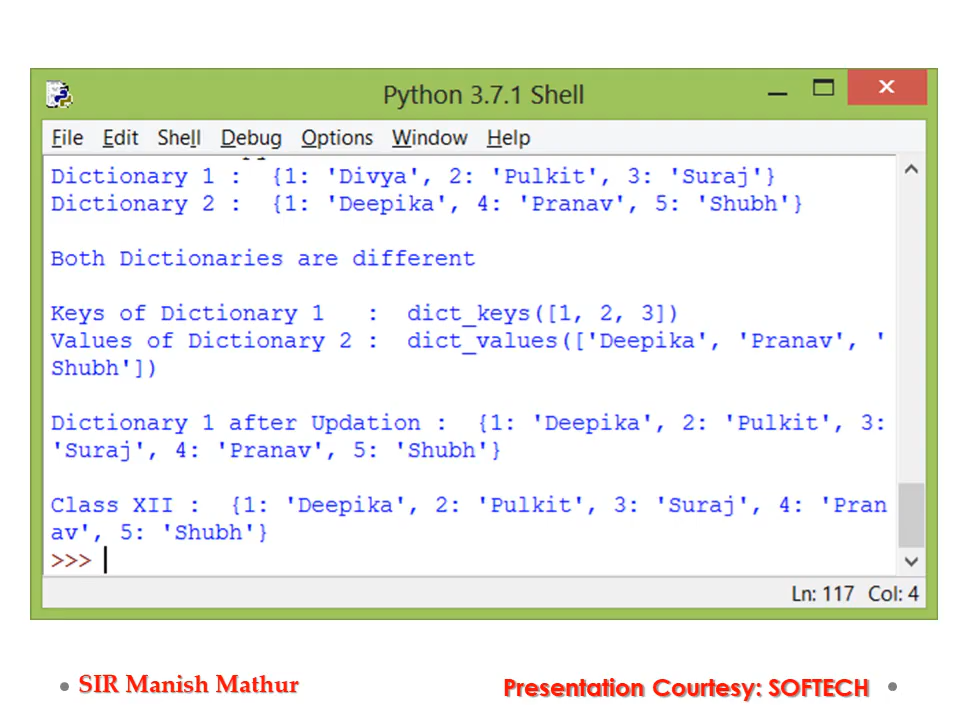 Python 3.7.1 Shell
File Edit Shell Debug Options Window Help
Dictionary 1 :  {1: 'Divya', 2: 'Pulkit', 3: 'Suraj'}
Dictionary 2 :  {1: 'Deepika', 4: 'Pranav', 5: 'Shubh'}
Both Dictionaries are different
Keys of Dictionary 1   :  dict_keys([1, 2, 3])
Values of Dictionary 2 :  dict_values(['Deepika', 'Pranav', '
Shubh'])
Dictionary 1 after Updation :  {1: 'Deepika', 2: 'Pulkit', 3:
'Suraj', 4: 'Pranav', 5: 'Shubh'}
Class XII :  {1: 'Deepika', 2: 'Pulkit', 3: 'Suraj', 4: 'Pran
av', 5: 'Shubh'}
>>>
Ln: 117 Col: 4
SIR Manish Mathur
Presentation Courtesy: SOFTECH